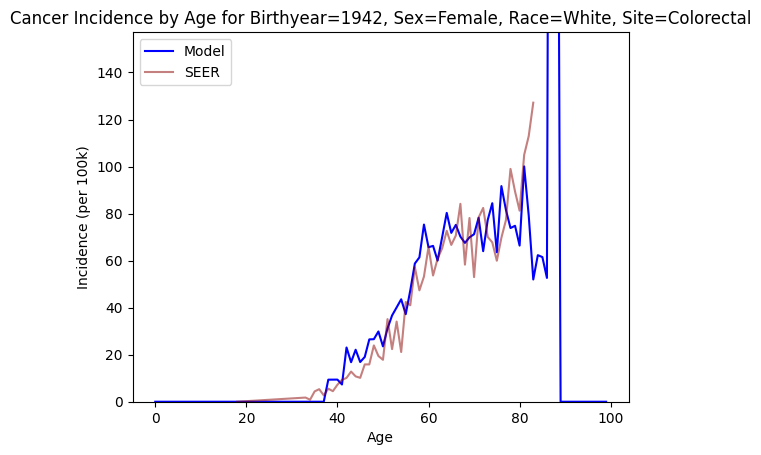 Cancer Incidence by Age for Birthyear=1942, Sex=Female, Race=White, Site=Colorectal
Model
SEER
Incidence (per 100k)
140
120
100
80
60
40
20
0
0 20 40 60 80 100
Age